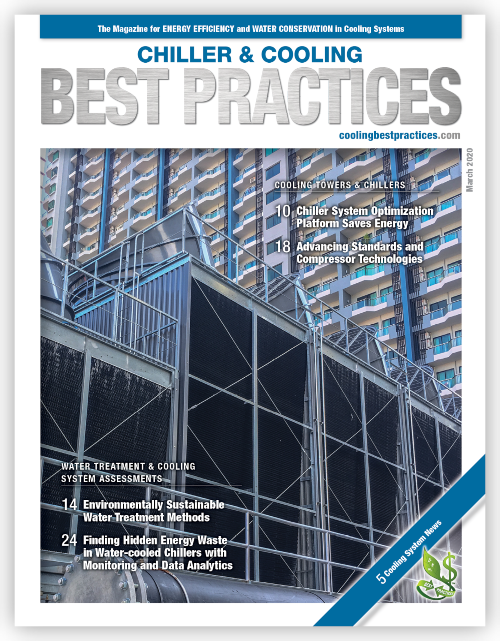 The Magazine for ENERGY EFFICIENCY and WATER CONSERVATION in Cooling Systems
CHILLER & COOLING
BEST PRACTICES
coolingbestpractices.com
March 2020
COOLING TOWERS & CHILLERS
10 Chiller System Optimization
Platform Saves Energy
18 Advancing Standards and
Compressor Technologies
WATER TREATMENT & COOLING
SYSTEM ASSESSMENTS
14 Environmentally Sustainable
Water Treatment Methods
24 Finding Hidden Energy Waste
in Water-cooled Chillers with
Monitoring and Data Analytics
5 Cooling System News
$